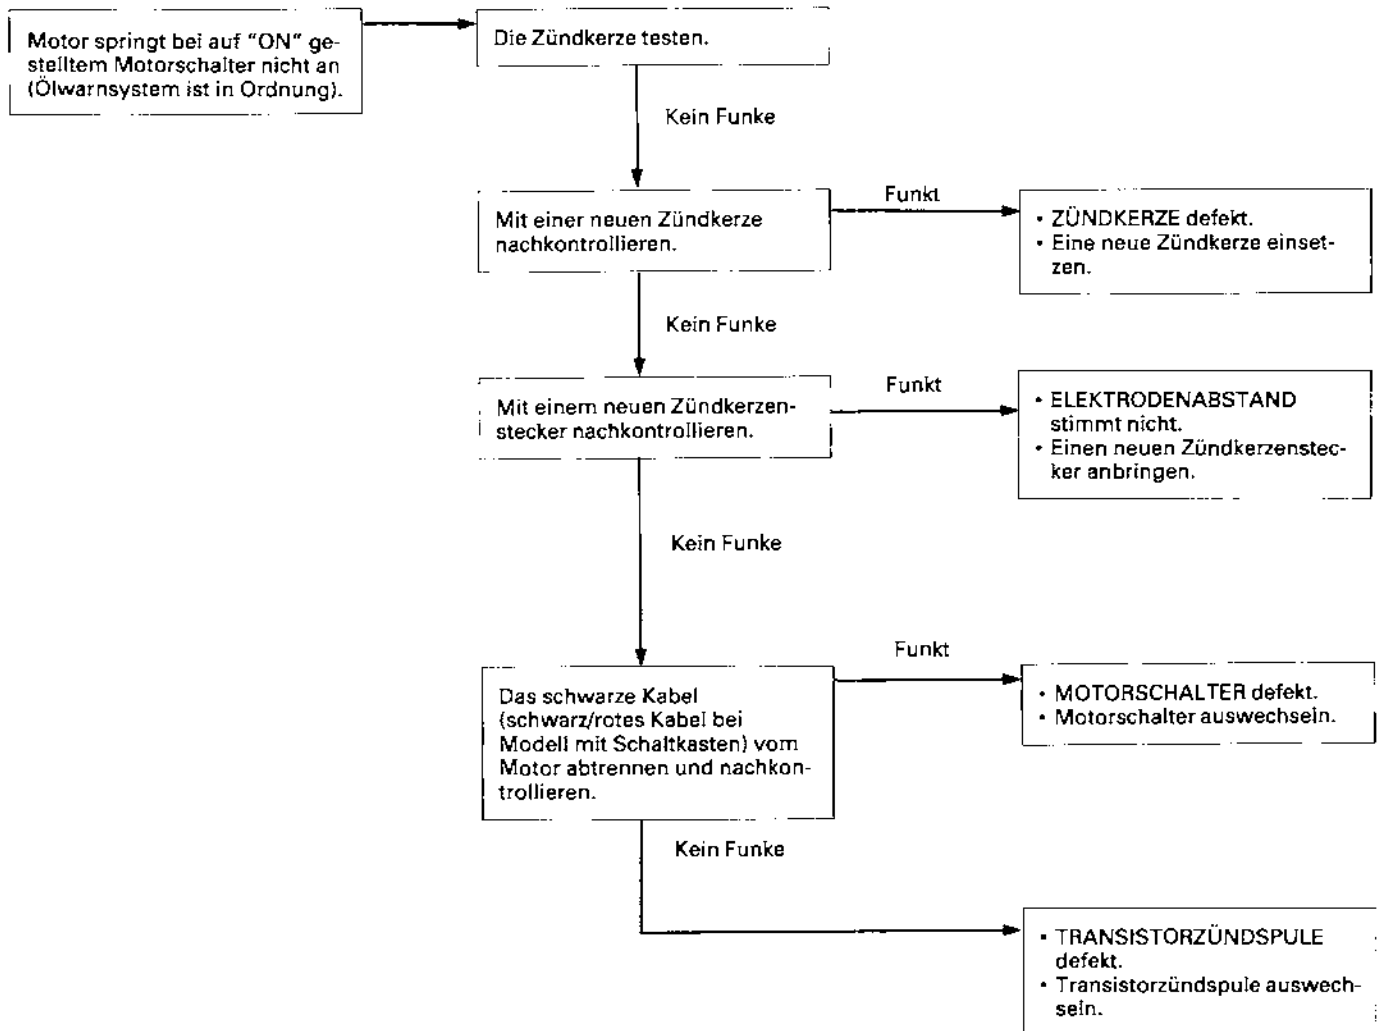 Motor springt bei auf “ON” ge-
stelltem Motorschalter nicht an
(Ölwarnsystem ist in Ordnung).
Die Zündkerze testen.
Kein Funke
Mit einer neuen Zündkerze
nachkontrollieren.
Funkt
• ZÜNDKERZE defekt.
• Eine neue Zündkerze einset-
zen.
Kein Funke
Mit einem neuen Zündkerzen-
stecker nachkontrollieren.
Funkt
• ELEKTRODENABSTAND
stimmt nicht.
• Einen neuen Zündkerzenstec-
ker anbringen.
Kein Funke
Das schwarze Kabel
(schwarz/rotes Kabel bei
Modell mit Schaltkasten) vom
Motor abtrennen und nachkon-
trollieren.
Funkt
• MOTORSCHALTER defekt.
• Motorschalter auswechseln.
Kein Funke
• TRANSISTORZÜNDSPULE
defekt.
• Transistorzündspule auswech-
seln.